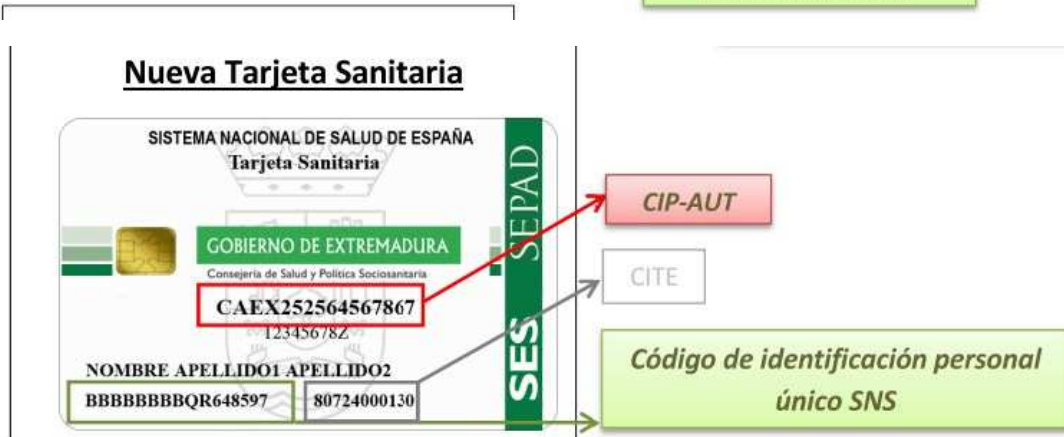 Nueva Tarjeta Sanitaria
SISTEMA NACIONAL DE SALUD DE ESPAÑA
Tarjeta Sanitaria
GOBIERNO DE EXTREMADURA
Consejería de Salud y Política Sociosantaria
CAEX252564567867
12345678Z
NOMBRE APELLIDO1 APELLIDO2
BBBBBBBBQR648597 80724000130
SES SEPAD
CIP-AUT
CITE
Código de identificación personal
único SNS